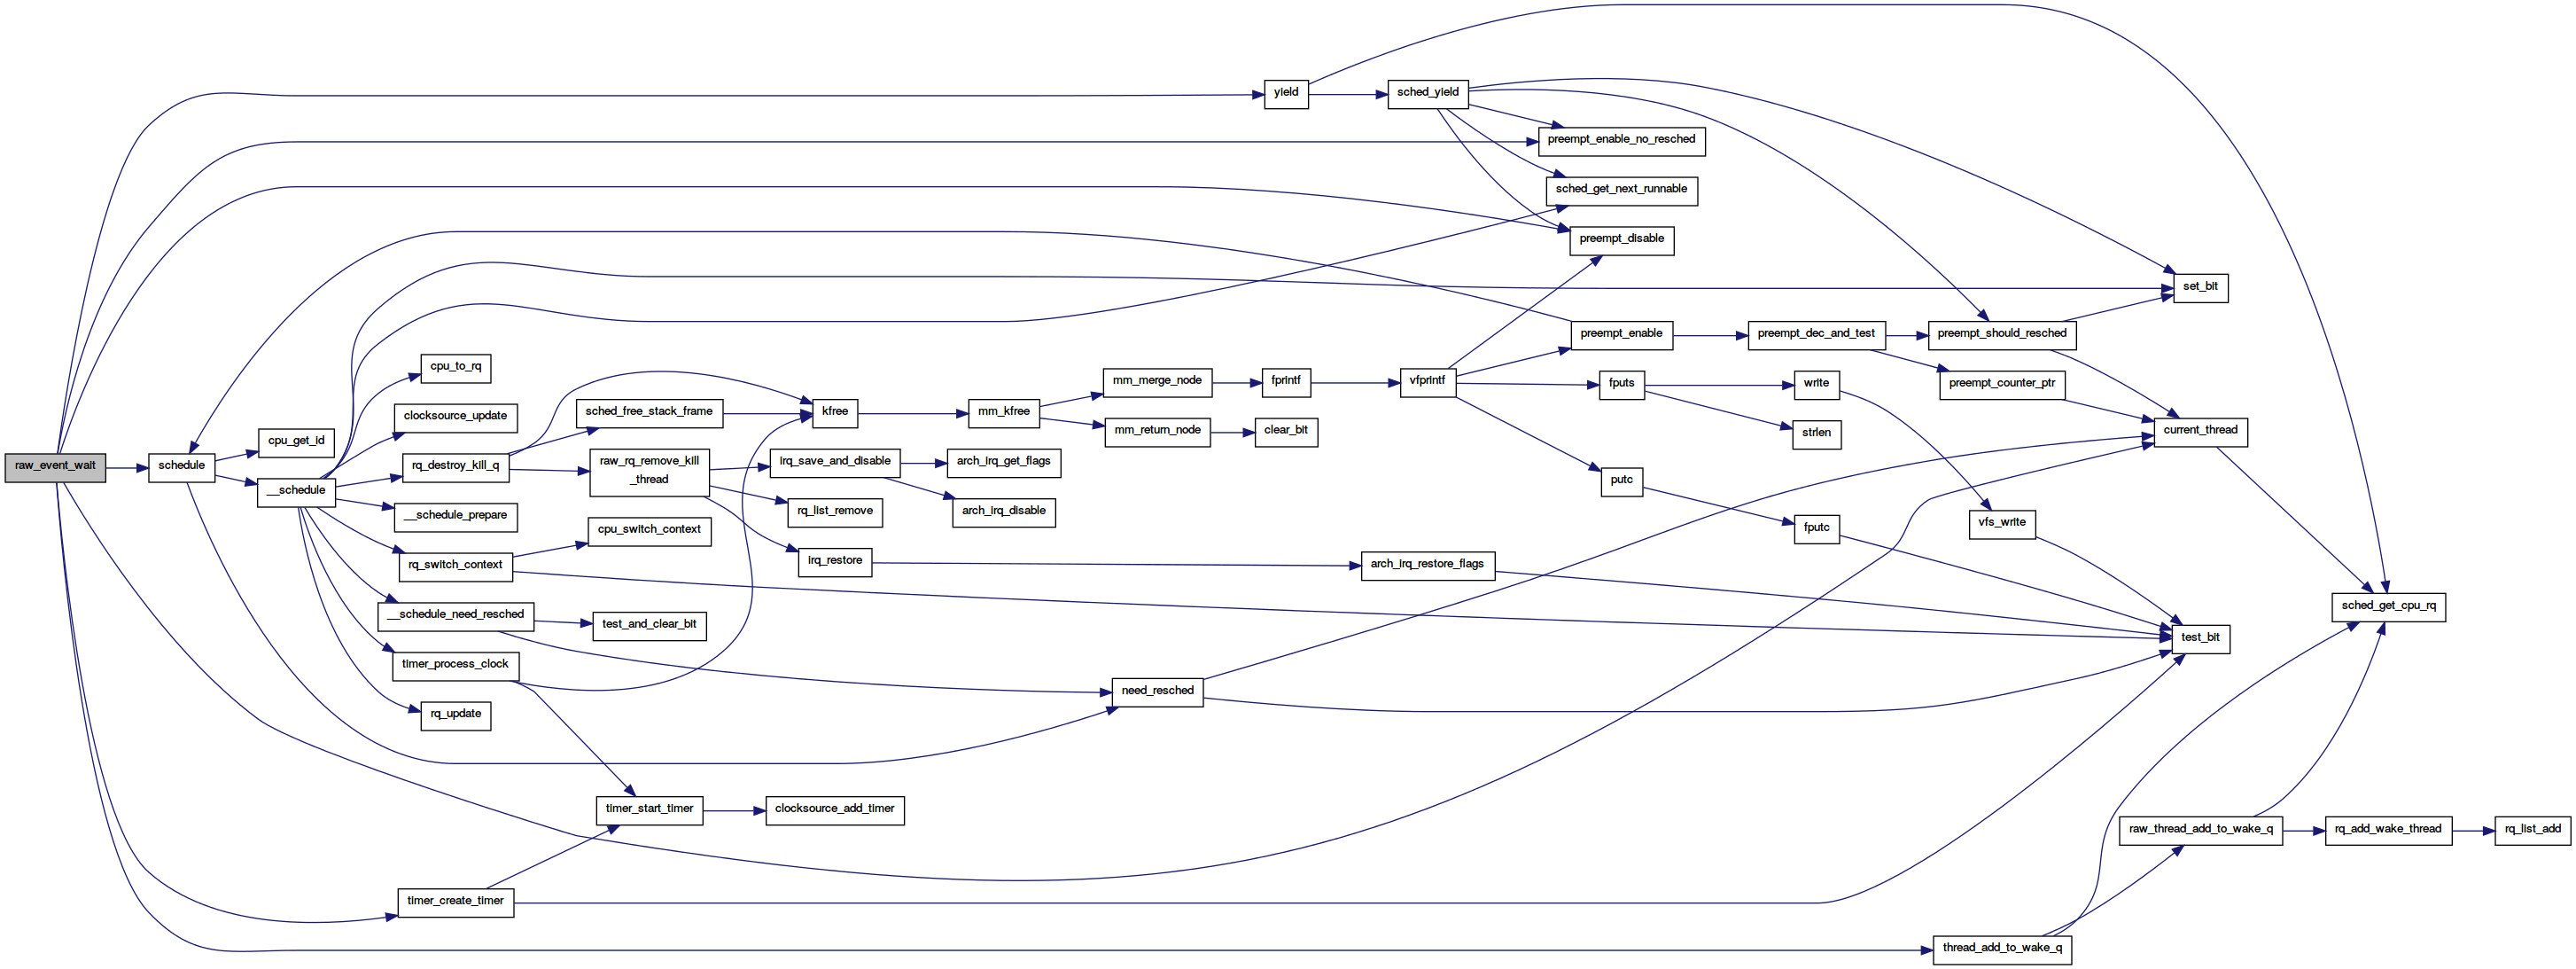 yield
sched_yield
preempt_enable_no_resched
sched_get_next_runnable
preempt_disable
set_bit
preempt_enable
preempt_dec_and_test
preempt_should_resched
cpu_to_rq
mm_merge_node
fprintf
vfprintf
fputs
write
preempt_counter_ptr
clocksource_update
sched_free_stack_frame
kfree
mm_kfree
cpu_get_id
mm_return_node
clear_bit
strlen
current_thread
raw_event_wait
schedule
rq_destroy_kill_q
raw_rq_remove_kill
_thread
irq_save_and_disable
arch_irq_get_flags
putc
__schedule
__schedule_prepare
rq_list_remove
arch_irq_disable
cpu_switch_context
fputc
vfs_write
rq_switch_context
irq_restore
arch_irq_restore_flags
sched_get_cpu_rq
__schedule_need_resched
test_and_clear_bit
test_bit
timer_process_clock
need_resched
rq_update
timer_start_timer
clocksource_add_timer
raw_thread_add_to_wake_q
rq_add_wake_thread
rq_list_add
timer_create_timer
thread_add_to_wake_q